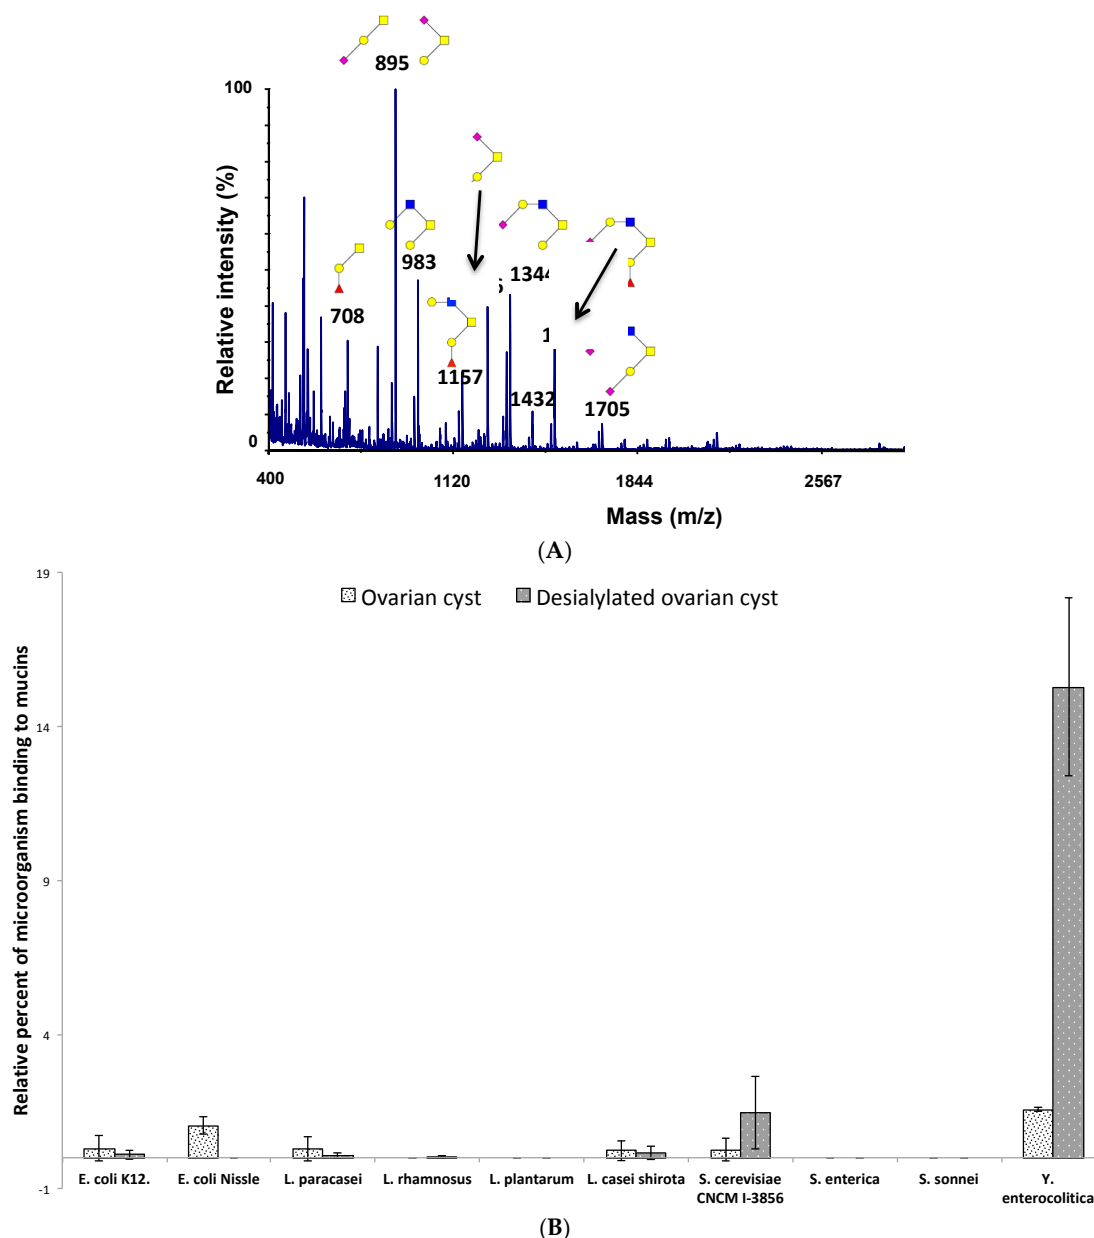 895
100
Relative intensity (%)
983
1344
708
1
1157
1432
1705
0
400
1120
1844
2567
Mass (m/z)
(A)
19
Ovarian cyst
Desialylated ovarian cyst
Relative percent of microorganism binding to mucins
14
9
4
-1
E. coli K12.
E. coli Nissle
L. paracasei
L. rhamnosus
L. plantarum
L. casei shirota
S. cerevisiae
CNCM I-3856
S. enterica
S. sonnei
Y.
enterocolitica
(B)